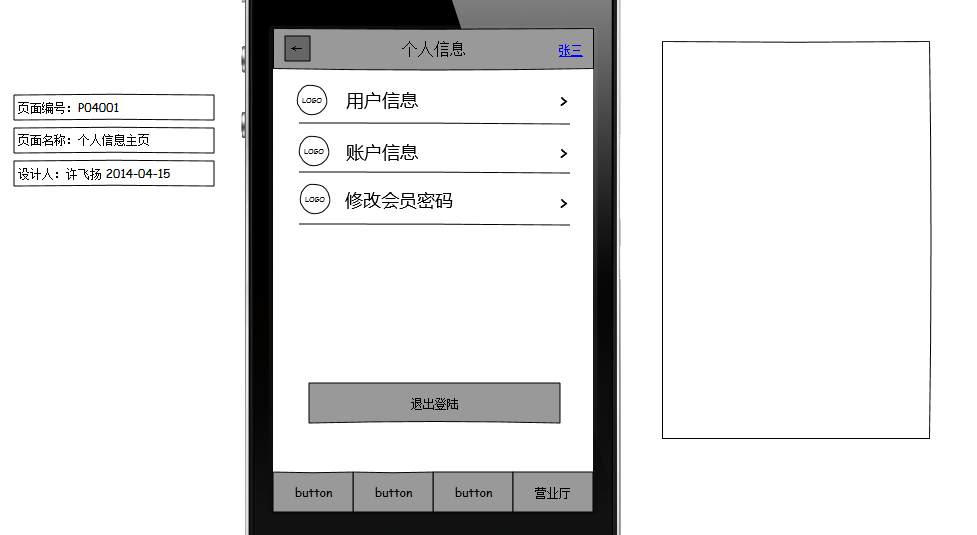 页面编号：P04001
页面名称：个人信息主页
设计人：许飞扬 2014-04-15
← 个人信息 张三
LOGO 用户信息 >
LOGO 账户信息 >
LOGO 修改会员密码 >
退出登陆
button button button 营业厅